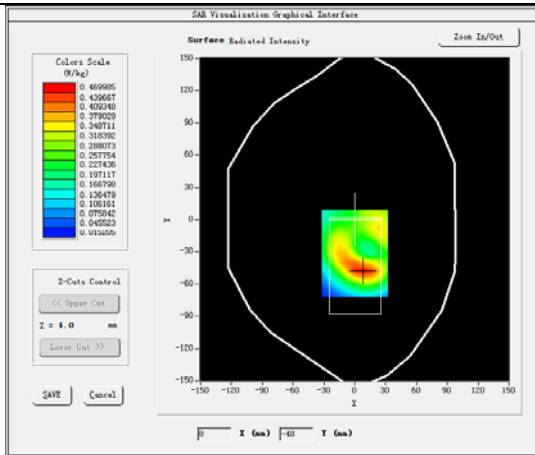 SAR Visualisation Graphical Interface
Surface Radiated Intensity
Zoom In/Out
Colors Scale
(W/kg)
0.469985
0.439667
0.409348
0.379029
0.348711
0.318392
0.288073
0.257754
0.227436
0.197117
0.166798
0.136479
0.106161
0.075842
0.045523
0.015205
150
120
90
60
30
0
-30
-60
-90
-120
-150
Y
-150 -120 -90 -60 -30 0 30 60 90 120 150
X
Z-Cuts Control
<< Upper Cut
Z = 4.0 mm
Lower Cut >>
SAVE Cancel
8 X (mm) -48 Y (mm)